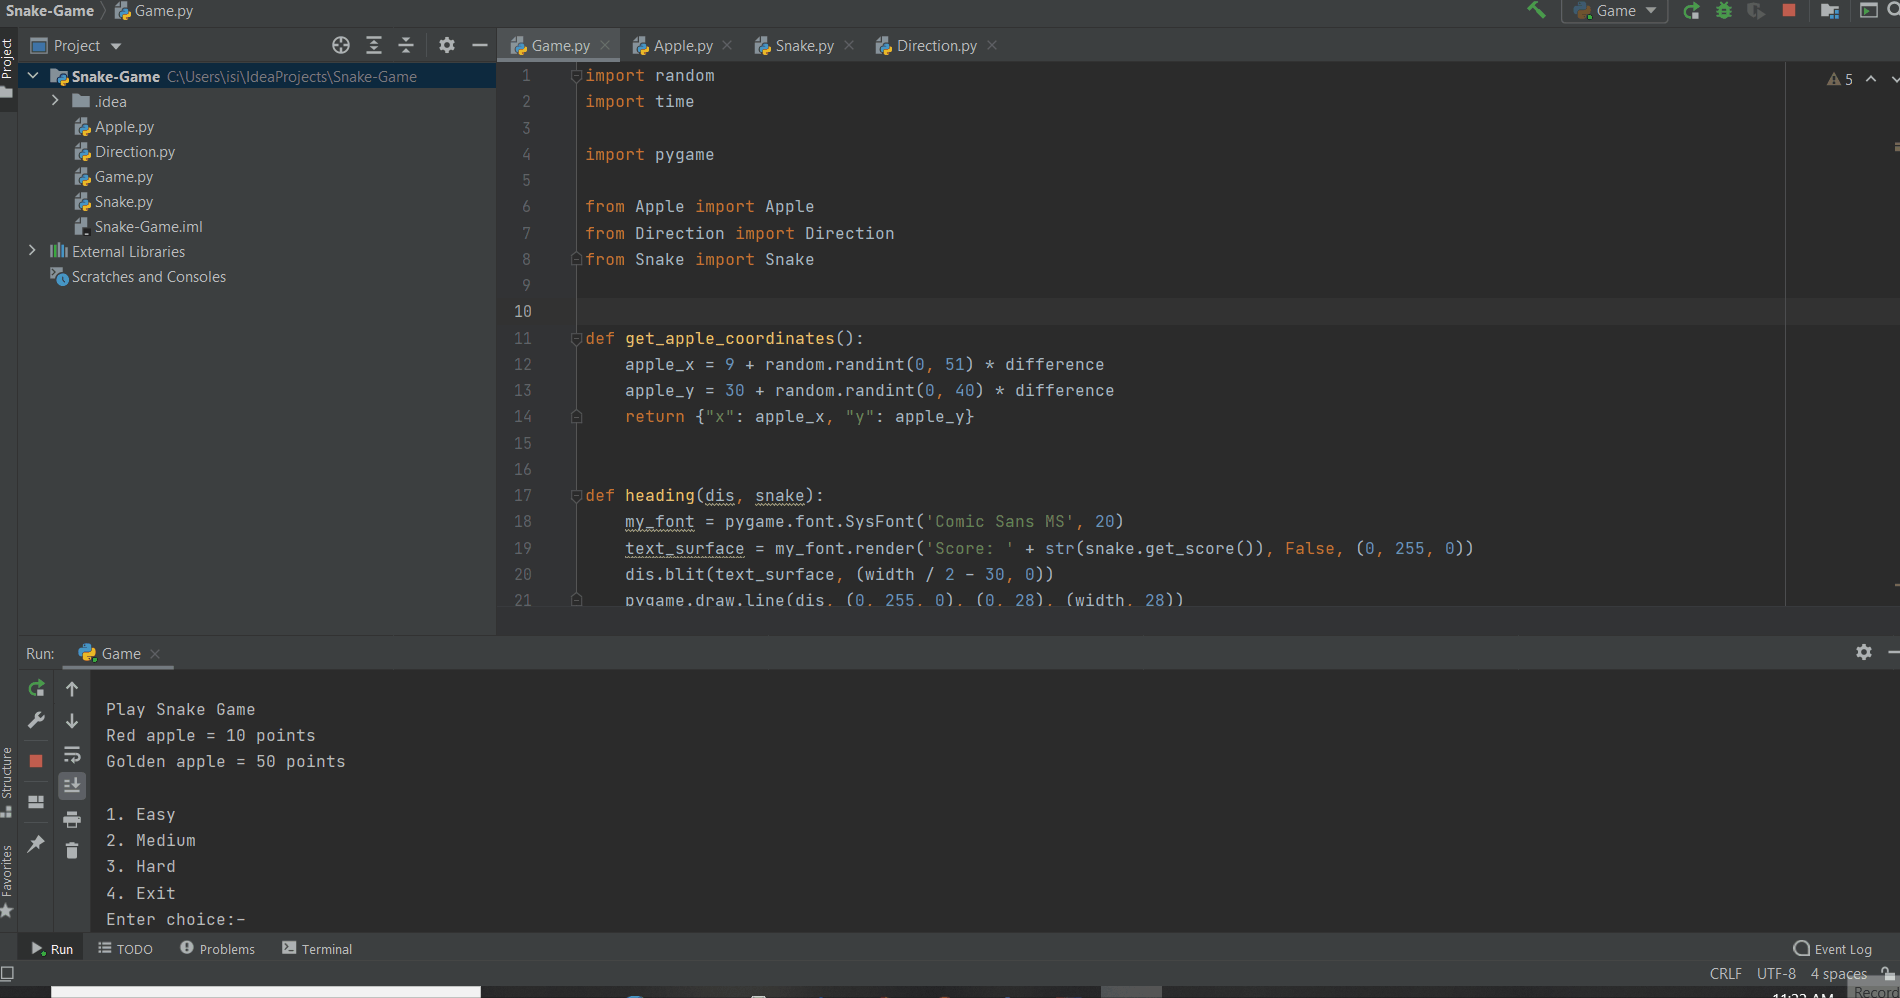 Snake-Game Game.py
Game
Project
Game.py Apple.py Snake.py Direction.py
Project
Snake-Game C:\Users\isi\IdeaProjects\Snake-Game
.idea
Apple.py
Direction.py
Game.py
Snake.py
Snake-Game.iml
External Libraries
Scratches and Consoles
5
1 import random
2 import time
3
4 import pygame
5
6 from Apple import Apple
7 from Direction import Direction
8 from Snake import Snake
9
10
11 def get_apple_coordinates():
12 apple_x = 9 + random.randint(0, 51) * difference
13 apple_y = 30 + random.randint(0, 40) * difference
14 return {"x": apple_x, "y": apple_y}
15
16
17 def heading(dis, snake):
18 my_font = pygame.font.SysFont('Comic Sans MS', 20)
19 text_surface = my_font.render('Score: ' + str(snake.get_score()), False, (0, 255, 0))
20 dis.blit(text_surface, (width / 2 - 30, 0))
21 pygame.draw.line(dis, (0, 255, 0), (0, 28), (width, 28))
Run: Game
Play Snake Game
Red apple = 10 points
Golden apple = 50 points
1. Easy
2. Medium
3. Hard
4. Exit
Enter choice:-
Structure
Favorites
Run TODO Problems Terminal
Event Log
CRLF UTF-8 4 spaces
11:22 AM
Record